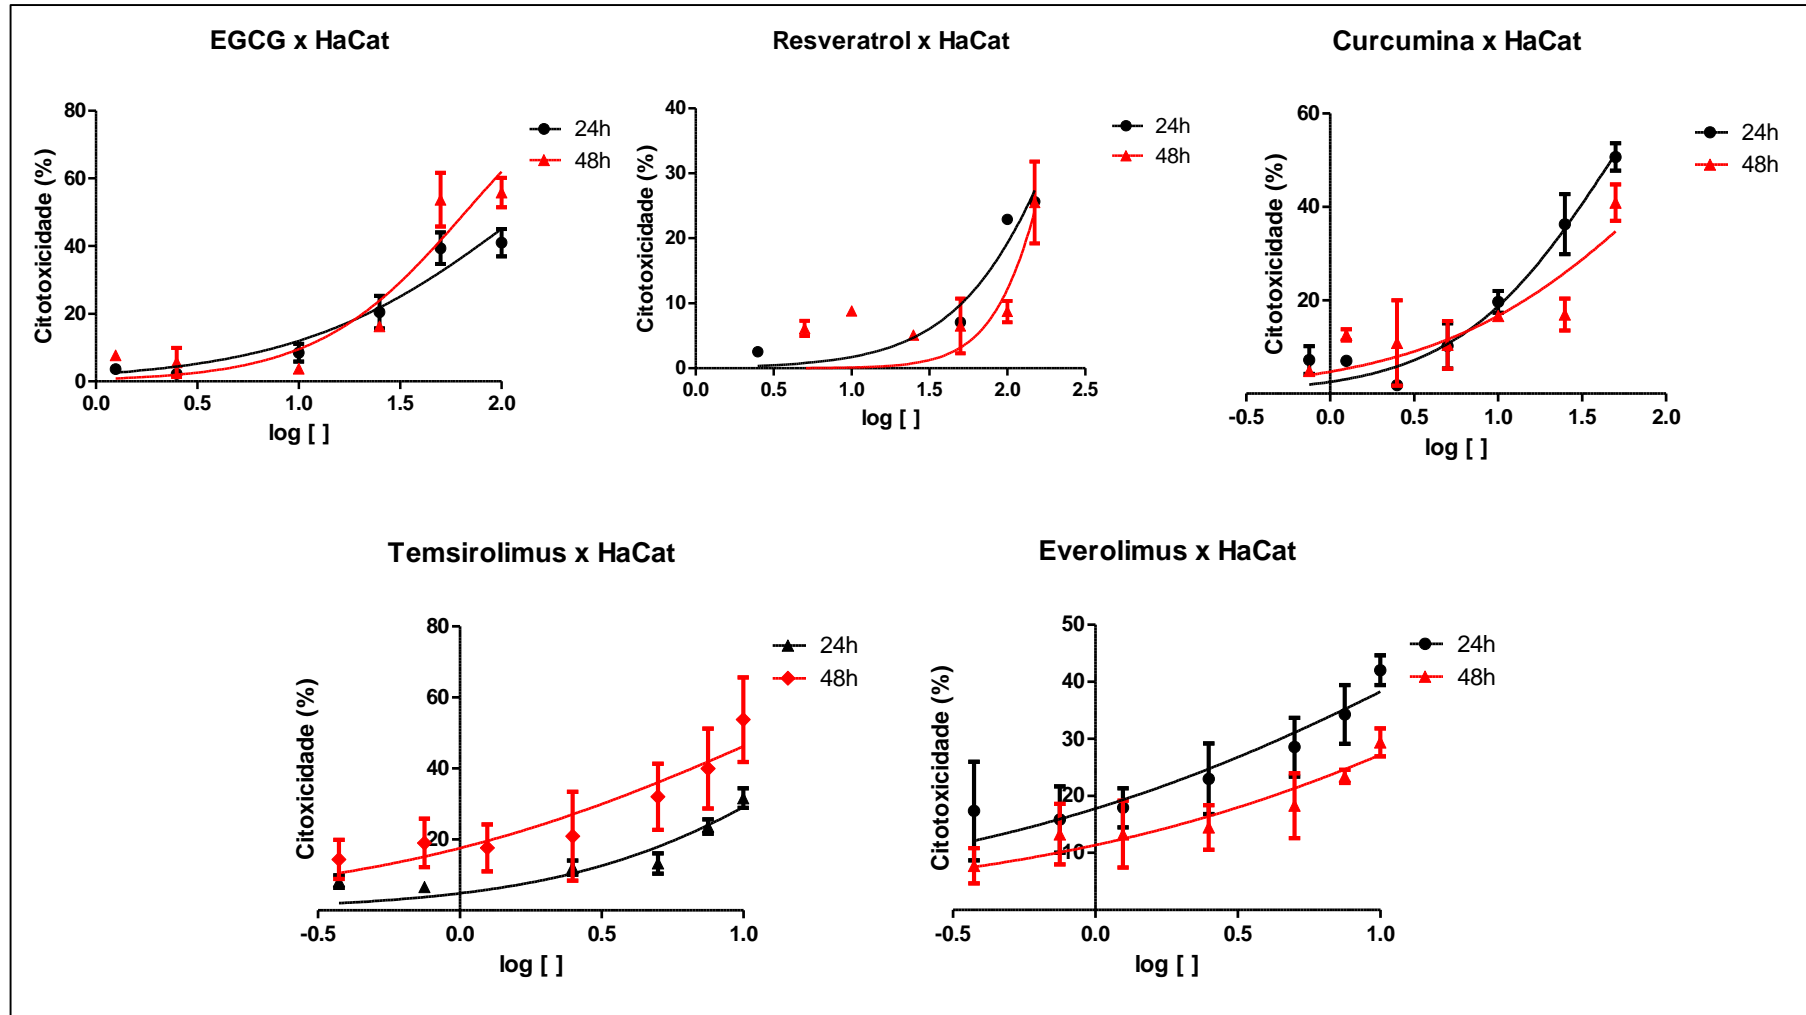 EGCG x HaCat
80
60
40
20
0
0.0 0.5 1.0 1.5 2.0
Citotoxicidade (%)
log [ ]
24h
48h
Resveratrol x HaCat
40
30
20
10
0
0.0 0.5 1.0 1.5 2.0 2.5
Citotoxicidade (%)
log [ ]
24h
48h
Curcumina x HaCat
60
40
20
-0.5 0.0 0.5 1.0 1.5 2.0
Citotoxicidade (%)
log [ ]
24h
48h
Temsirolimus x HaCat
80
60
40
20
-0.5 0.0 0.5 1.0
Citoxicidade (%)
log [ ]
24h
48h
Everolimus x HaCat
50
40
30
20
10
-0.5 0.0 0.5 1.0
Citotoxicidade (%)
log [ ]
24h
48h